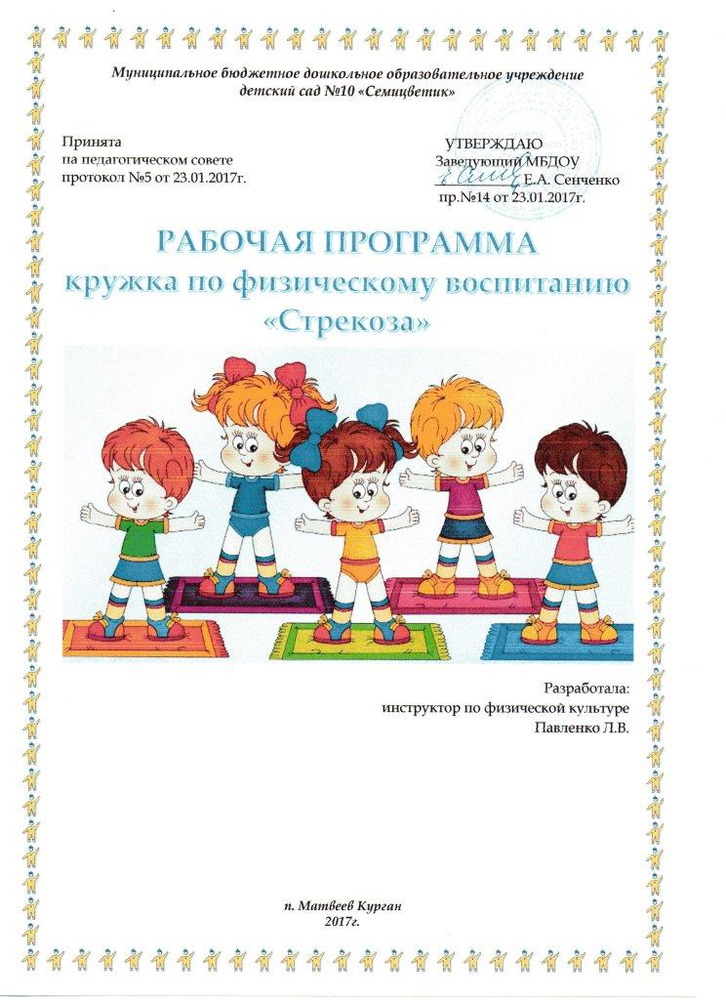 Муниципальное бюджетное дошкольное образовательное учреждение
детский сад №10 «Семицветик»
Принята
па педагогическом совете
протокол №5 от 23.01.2017г.
УТВЕРЖДАЮ
Заведующий МБДОУ
Е.А. Сенченко
пр.№14 от 23.01.2017г.
РАБОЧАЯ ПРОГРАММА
кружка по физическому воспитанию
«Стрекоза»
Разработала:
инструктор по физической культуре
Павленко Л.В.
п. Матвеев Курган
2017г.